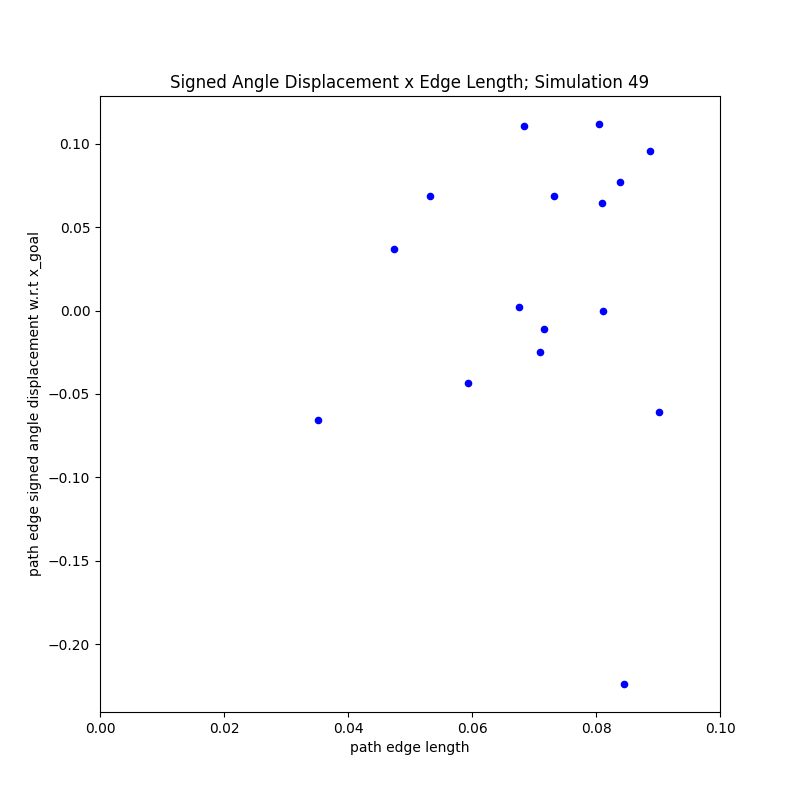 Signed Angle Displacement x Edge Length; Simulation 49
path edge signed angle displacement w.r.t x_goal
0.10
0.05
0.00
−0.05
−0.10
−0.15
−0.20
0.00 0.02 0.04 0.06 0.08 0.10
path edge length